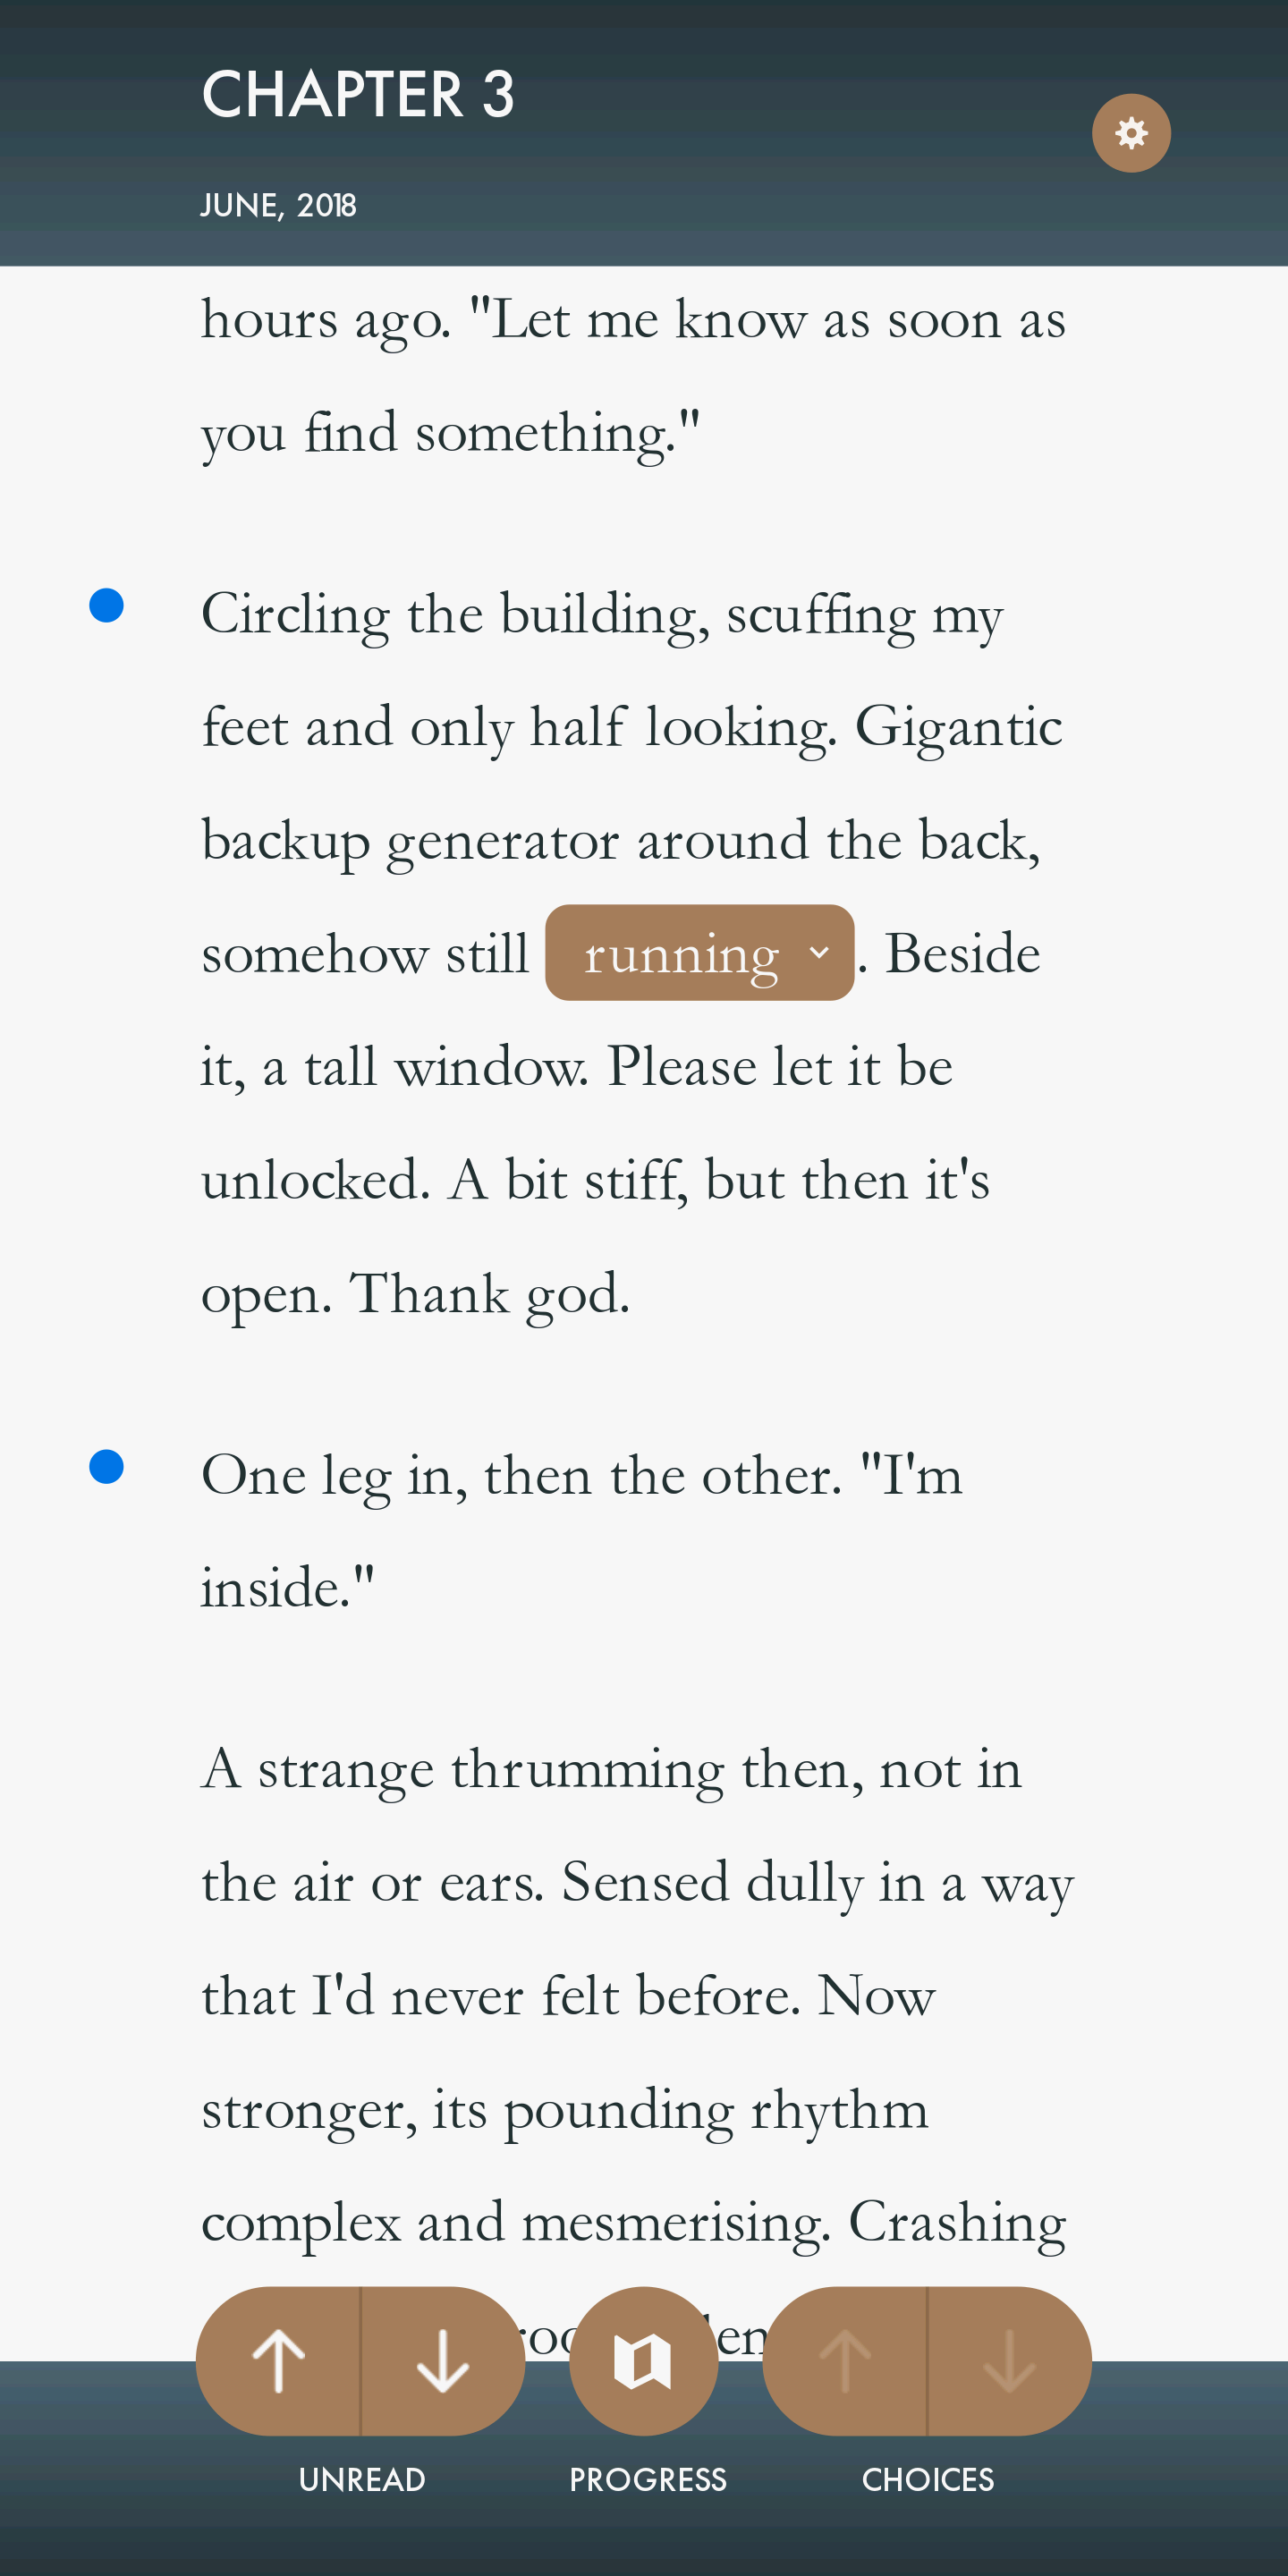 CHAPTER 3
JUNE, 2018
hours ago. "Let me know as soon as
you find something."
Circling the building, scuffing my
feet and only half looking. Gigantic
backup generator around the back,
somehow still running. Beside
it, a tall window. Please let it be
unlocked. A bit stiff, but then it's
open. Thank god.
One leg in, then the other. "I'm
inside."
A strange thrumming then, not in
the air or ears. Sensed dully in a way
that I'd never felt before. Now
stronger, its pounding rhythm
complex and mesmerising. Crashing
UNREAD PROGRESS CHOICES